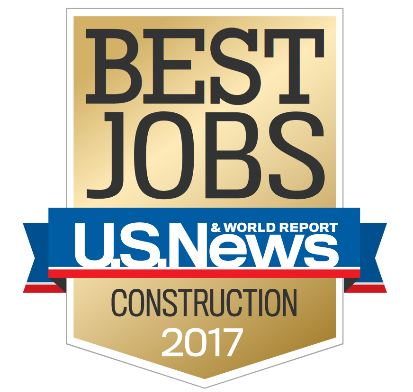 BEST
JOBS
& WORLD REPORT
U.S.News
CONSTRUCTION
2017